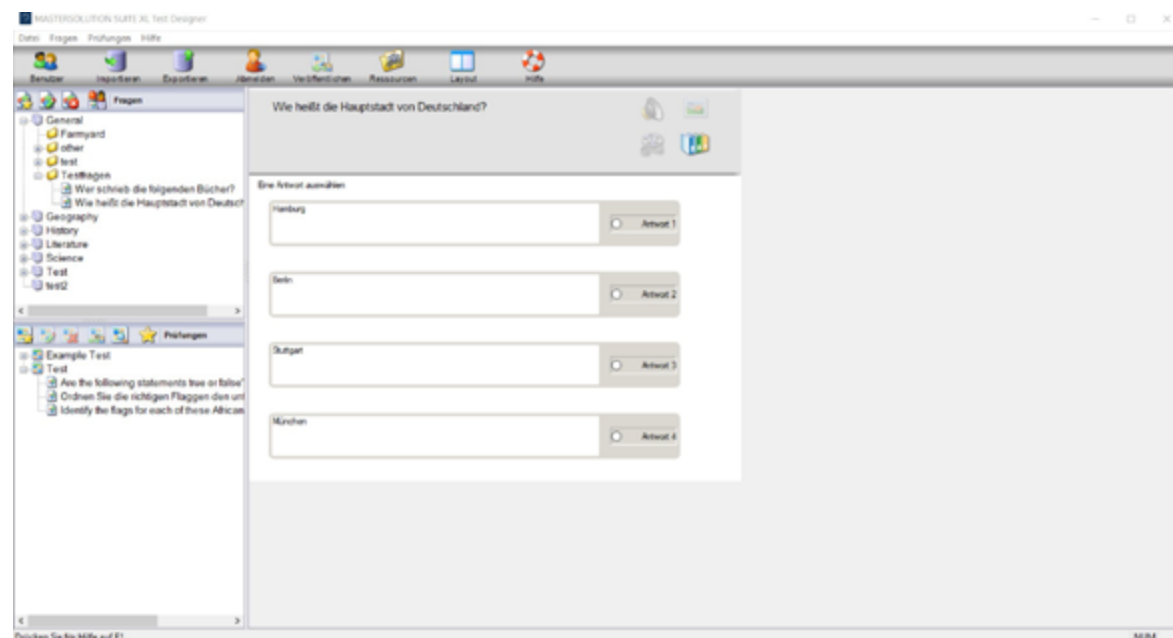 MASTERSOLUTION SUITE XL Test Designer
Datei Fragen Prüfungen Hilfe
Benutzer Importieren Exportieren Abmelden Veröffentlichen Ressourcen Layout Hilfe
Fragen
General
Farmyard
other
test
Testfragen
Wer schrieb die folgenden Bücher?
Wie heißt die Hauptstadt von Deutsch
Geography
History
Literature
Science
Test
test2
Prüfungen
Example Test
Test
Are the following statements true or false"
Ordnen Sie die richtigen Flaggen den unt
Identify the flags for each of these African
Wie heißt die Hauptstadt von Deutschland?
Eine Antwort auswählen
Hamburg
Antwort 1
Berlin
Antwort 2
Stuttgart
Antwort 3
München
Antwort 4
Drücken Sie für Hilfe auf F1
NUM